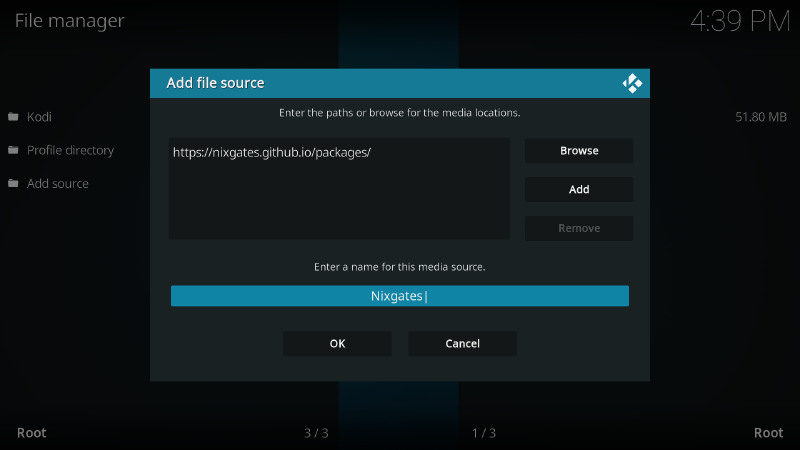 File manager
4:39 PM
Add file source
Enter the paths or browse for the media locations.
Kodi
51.80 MB
https://nixgates.github.io/packages/
Browse
Profile directory
Add source
Add
Remove
Enter a name for this media source.
Nixgates|
OK
Cancel
Root
3 / 3
1 / 3
Root